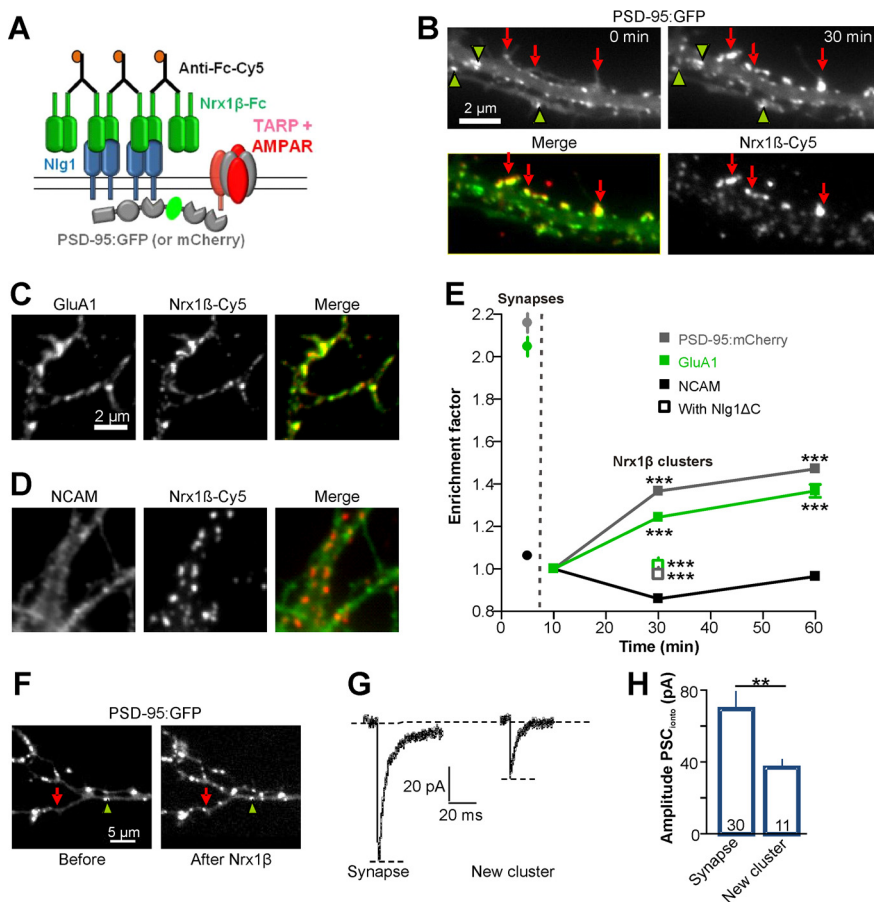 A
Anti-Fc-Cy5
Nrx1β-Fc
TARP +
AMPAR
Nlg1
PSD-95:GFP (or mCherry)
B
PSD-95:GFP
0 min
30 min
2 µm
Merge
Nrx1β-Cy5
C
GluA1
Nrx1ß-Cy5
Merge
2 µm
D
NCAM
Nrx1ß-Cy5
Merge
E
Synapses
2.2
2.0
1.8
1.6
1.4
1.2
1.0
0.8
Enrichment factor
PSD-95:mCherry
GluA1
NCAM
With Nlg1ΔC
Nrx1β clusters
***
***
***
***
***
***
0
10
20
30
40
50
60
Time (min)
F
PSD-95:GFP
5 µm
Before
After Nrx1β
G
20 pA
20 ms
Synapse
New cluster
H
Amplitude PSCionto (pA)
80
40
0
**
30
11
Synapse
New cluster